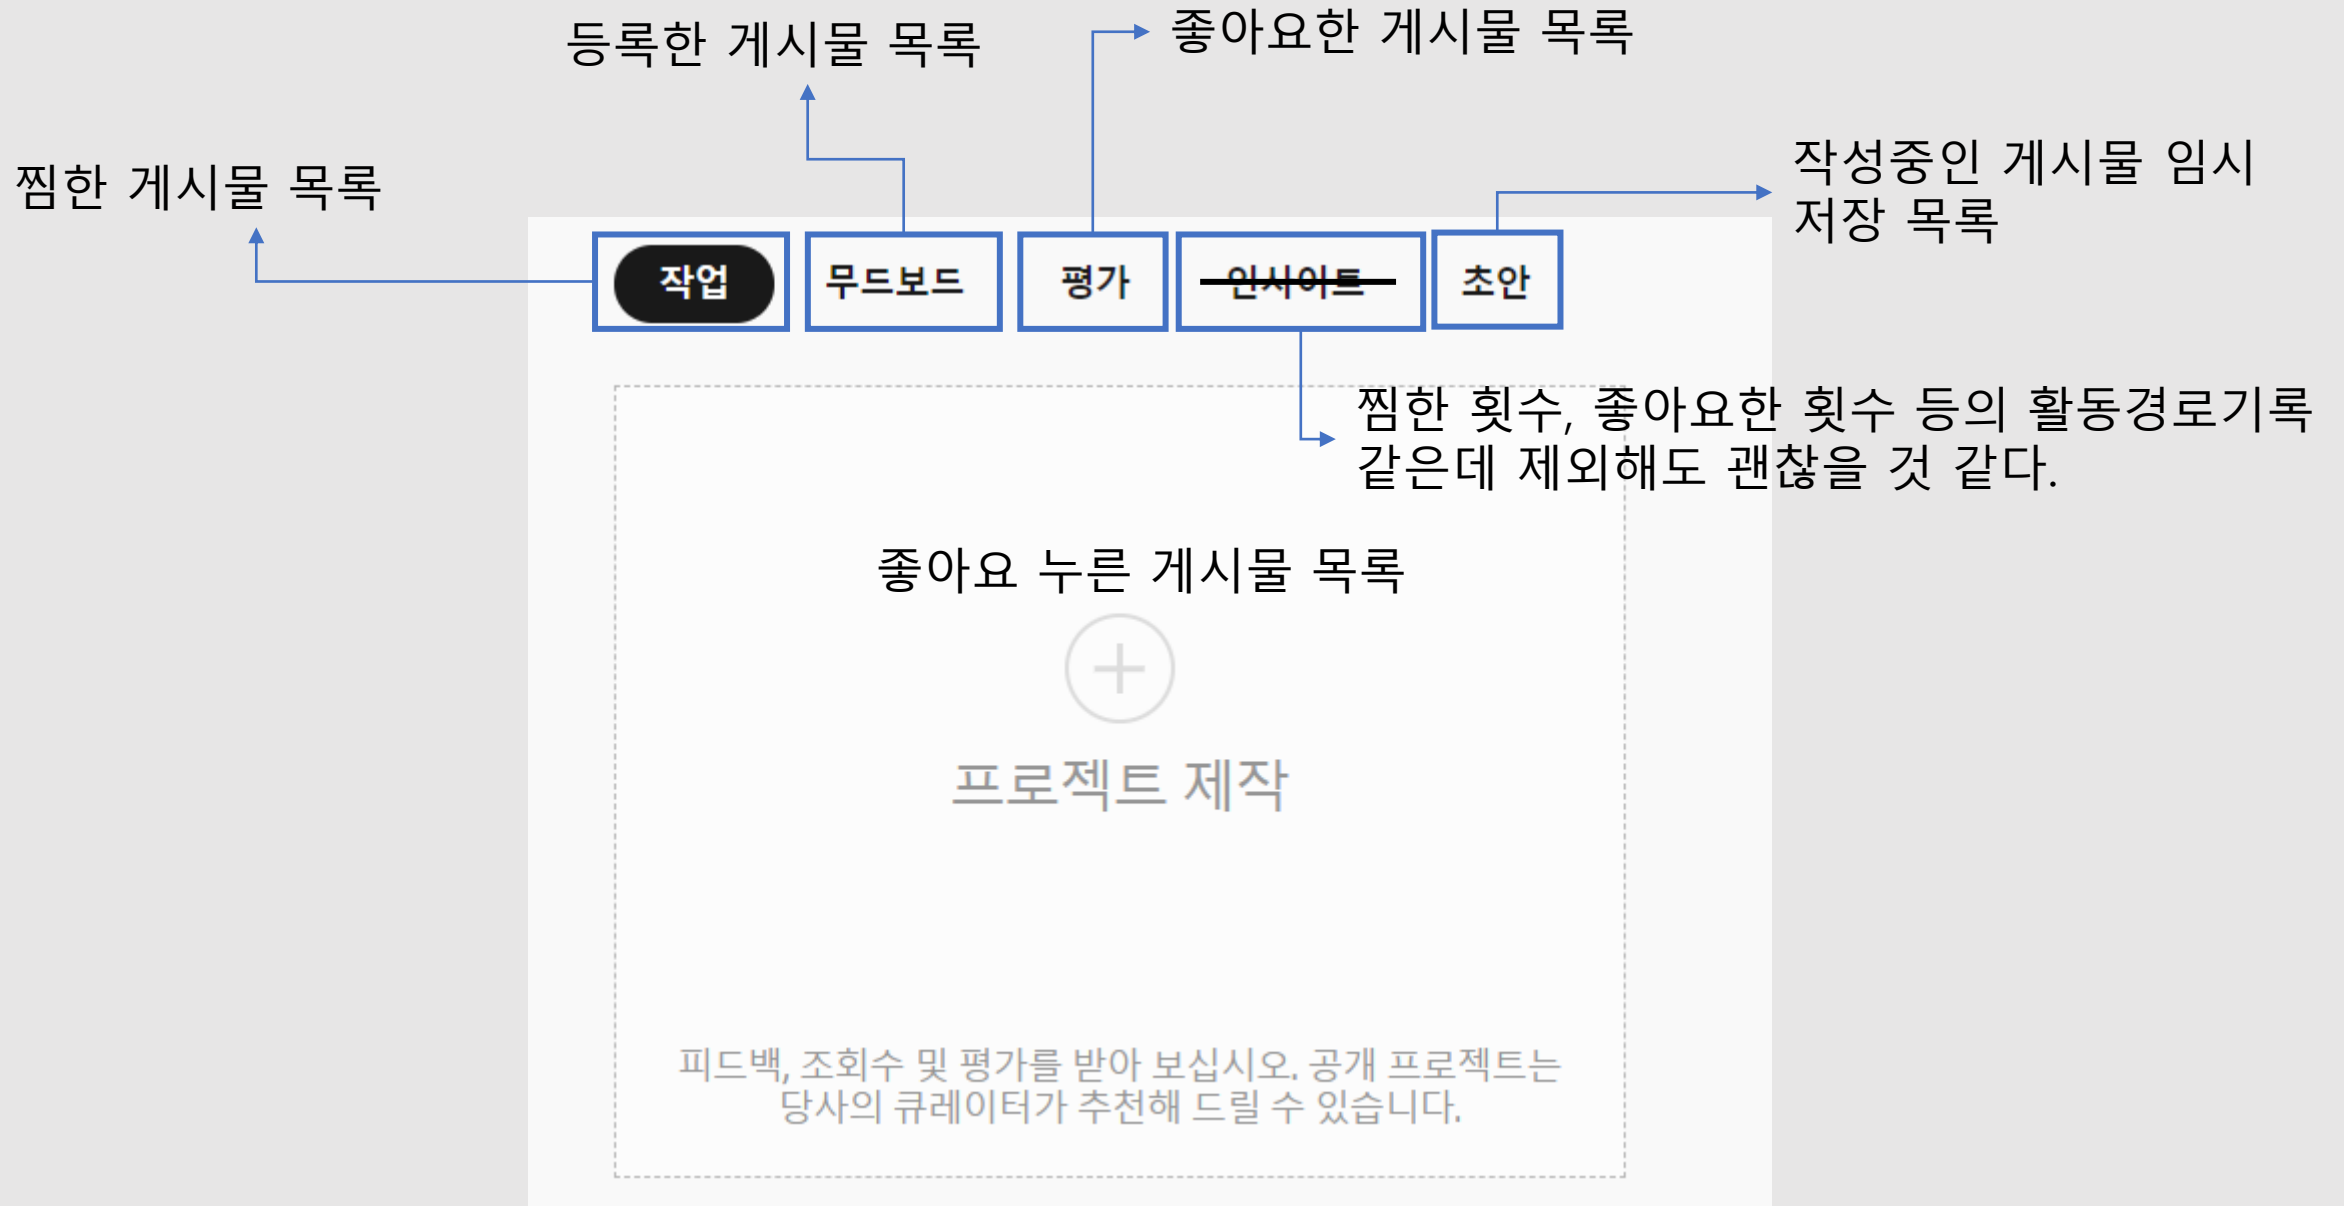 좋아요한 게시물 목록
등록한 게시물 목록
작성중인 게시물 임시
저장 목록
찜한 게시물 목록
작업
무드보드
평가
인사이트
초안
찜한 횟수, 좋아요한 횟수 등의 활동경로기록
같은데 제외해도 괜찮을 것 같다.
좋아요 누른 게시물 목록
프로젝트 제작
피드백, 조회수 및 평가를 받아 보십시오. 공개 프로젝트는
당사의 큐레이터가 추천해 드릴 수 있습니다.